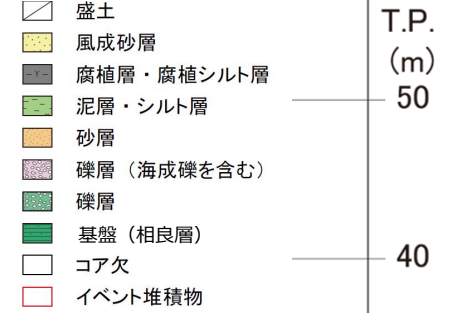 盛土
風成砂層
腐植層・腐植シルト層
泥層・シルト層
砂層
礫層（海成礫を含む）
礫層
基盤（相良層）
コア欠
イベント堆積物
T.P.
(m)
50
40